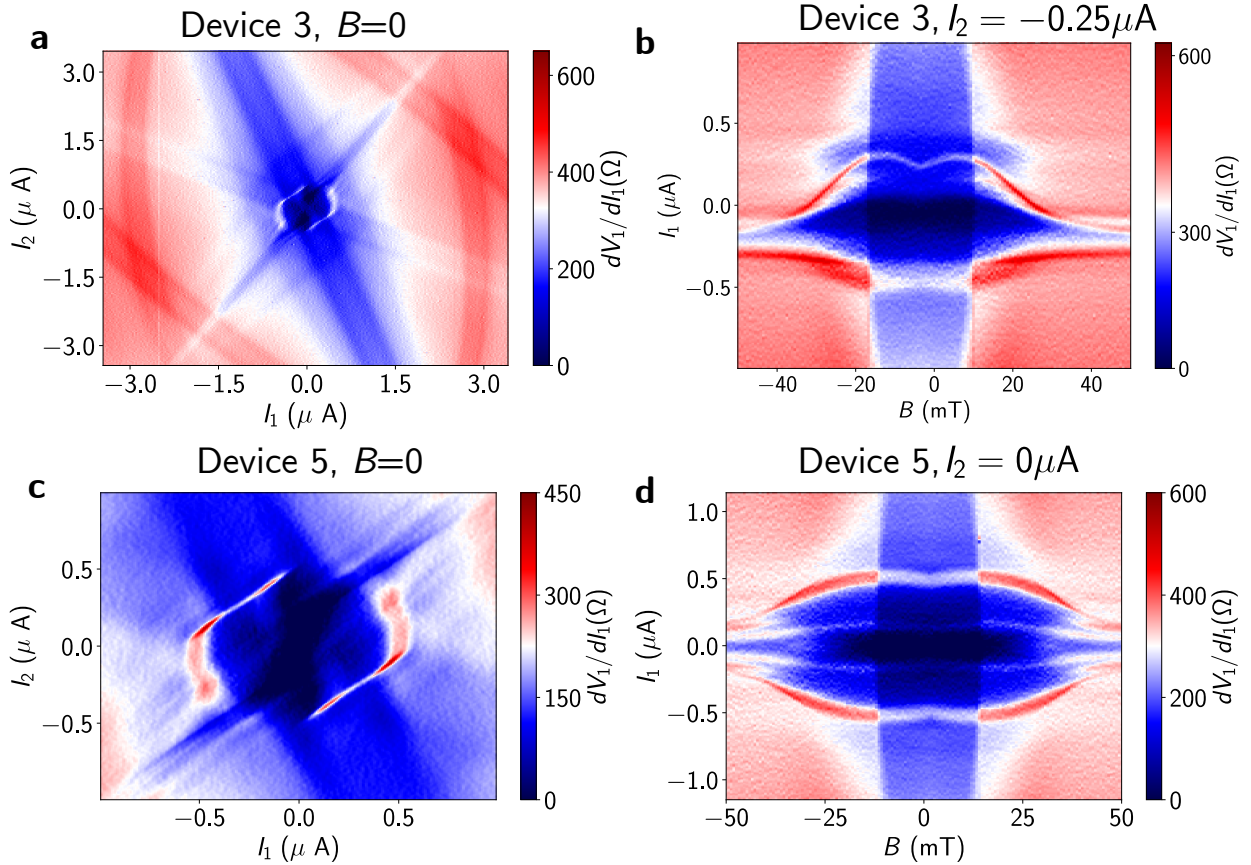 a
Device 3, B=0
3.0
1.5
0.0
−1.5
−3.0
I2 (μ A)
−3.0 −1.5 0.0 1.5 3.0
I1 (μ A)
600
400
200
0
dV1/dI1(Ω)
b
Device 3, I2 = −0.25μA
0.5
0.0
−0.5
I1 (μA)
−40 −20 0 20 40
B (mT)
600
300
0
dV1/dI1(Ω)
c
Device 5, B=0
0.5
0.0
−0.5
I2 (μ A)
−0.5 0.0 0.5
I1 (μ A)
450
300
150
0
dV1/dI1(Ω)
d
Device 5, I2 = 0μA
1.0
0.5
0.0
−0.5
−1.0
I1 (μA)
−50 −25 0 25 50
B (mT)
600
400
200
0
dV1/dI1(Ω)